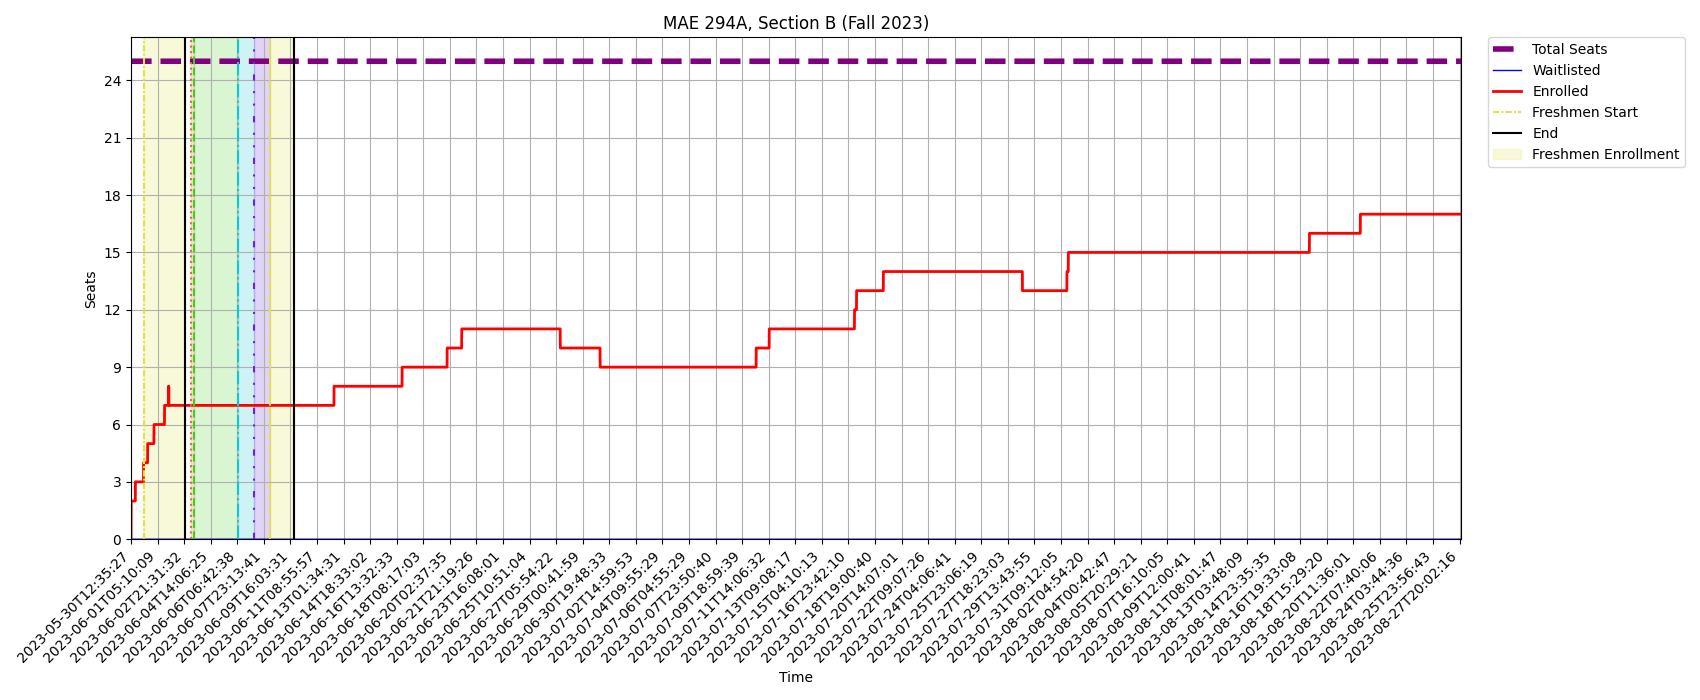 MAE 294A, Section B (Fall 2023)
Total Seats
Waitlisted
Enrolled
Freshmen Start
End
Freshmen Enrollment
Seats
24
21
18
15
12
9
6
3
0
2023-05-30T12:35:27
2023-06-01T05:10:09
2023-06-02T21:31:32
2023-06-04T14:06:25
2023-06-06T06:42:38
2023-06-07T23:13:41
2023-06-09T16:03:31
2023-06-11T08:55:57
2023-06-13T01:34:31
2023-06-14T18:33:02
2023-06-16T13:32:33
2023-06-18T08:17:03
2023-06-20T02:37:35
2023-06-21T21:19:26
2023-06-23T16:08:01
2023-06-25T10:51:04
2023-06-27T05:54:22
2023-06-29T00:41:59
2023-06-30T19:48:33
2023-07-02T14:59:53
2023-07-04T09:55:29
2023-07-06T04:55:29
2023-07-07T23:50:40
2023-07-09T18:59:39
2023-07-11T14:06:32
2023-07-13T09:08:17
2023-07-15T04:10:13
2023-07-16T23:42:10
2023-07-18T19:00:40
2023-07-20T14:07:01
2023-07-22T09:07:26
2023-07-24T04:06:41
2023-07-25T23:06:19
2023-07-27T18:23:03
2023-07-29T13:43:55
2023-07-31T09:12:05
2023-08-02T04:54:20
2023-08-04T00:42:47
2023-08-05T20:29:21
2023-08-07T16:10:05
2023-08-09T12:00:41
2023-08-11T08:01:47
2023-08-13T03:48:09
2023-08-14T23:35:35
2023-08-16T19:33:08
2023-08-18T15:29:20
2023-08-20T11:36:01
2023-08-22T07:40:06
2023-08-24T03:44:36
2023-08-25T23:56:43
2023-08-27T20:02:16
Time